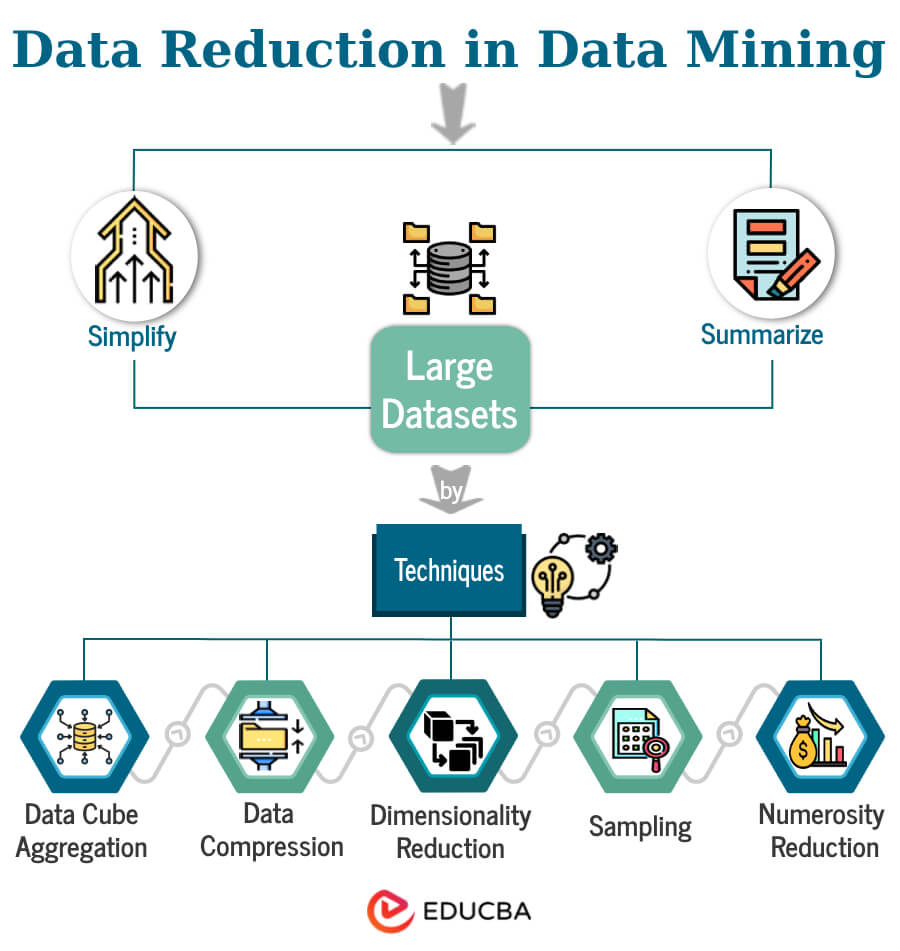 Data Reduction in Data Mining
Simplify
Summarize
Large
Datasets
by
Techniques
Data Cube
Aggregation
Data
Compression
Dimensionality
Reduction
Sampling
Numerosity
Reduction
$
EDUCBA